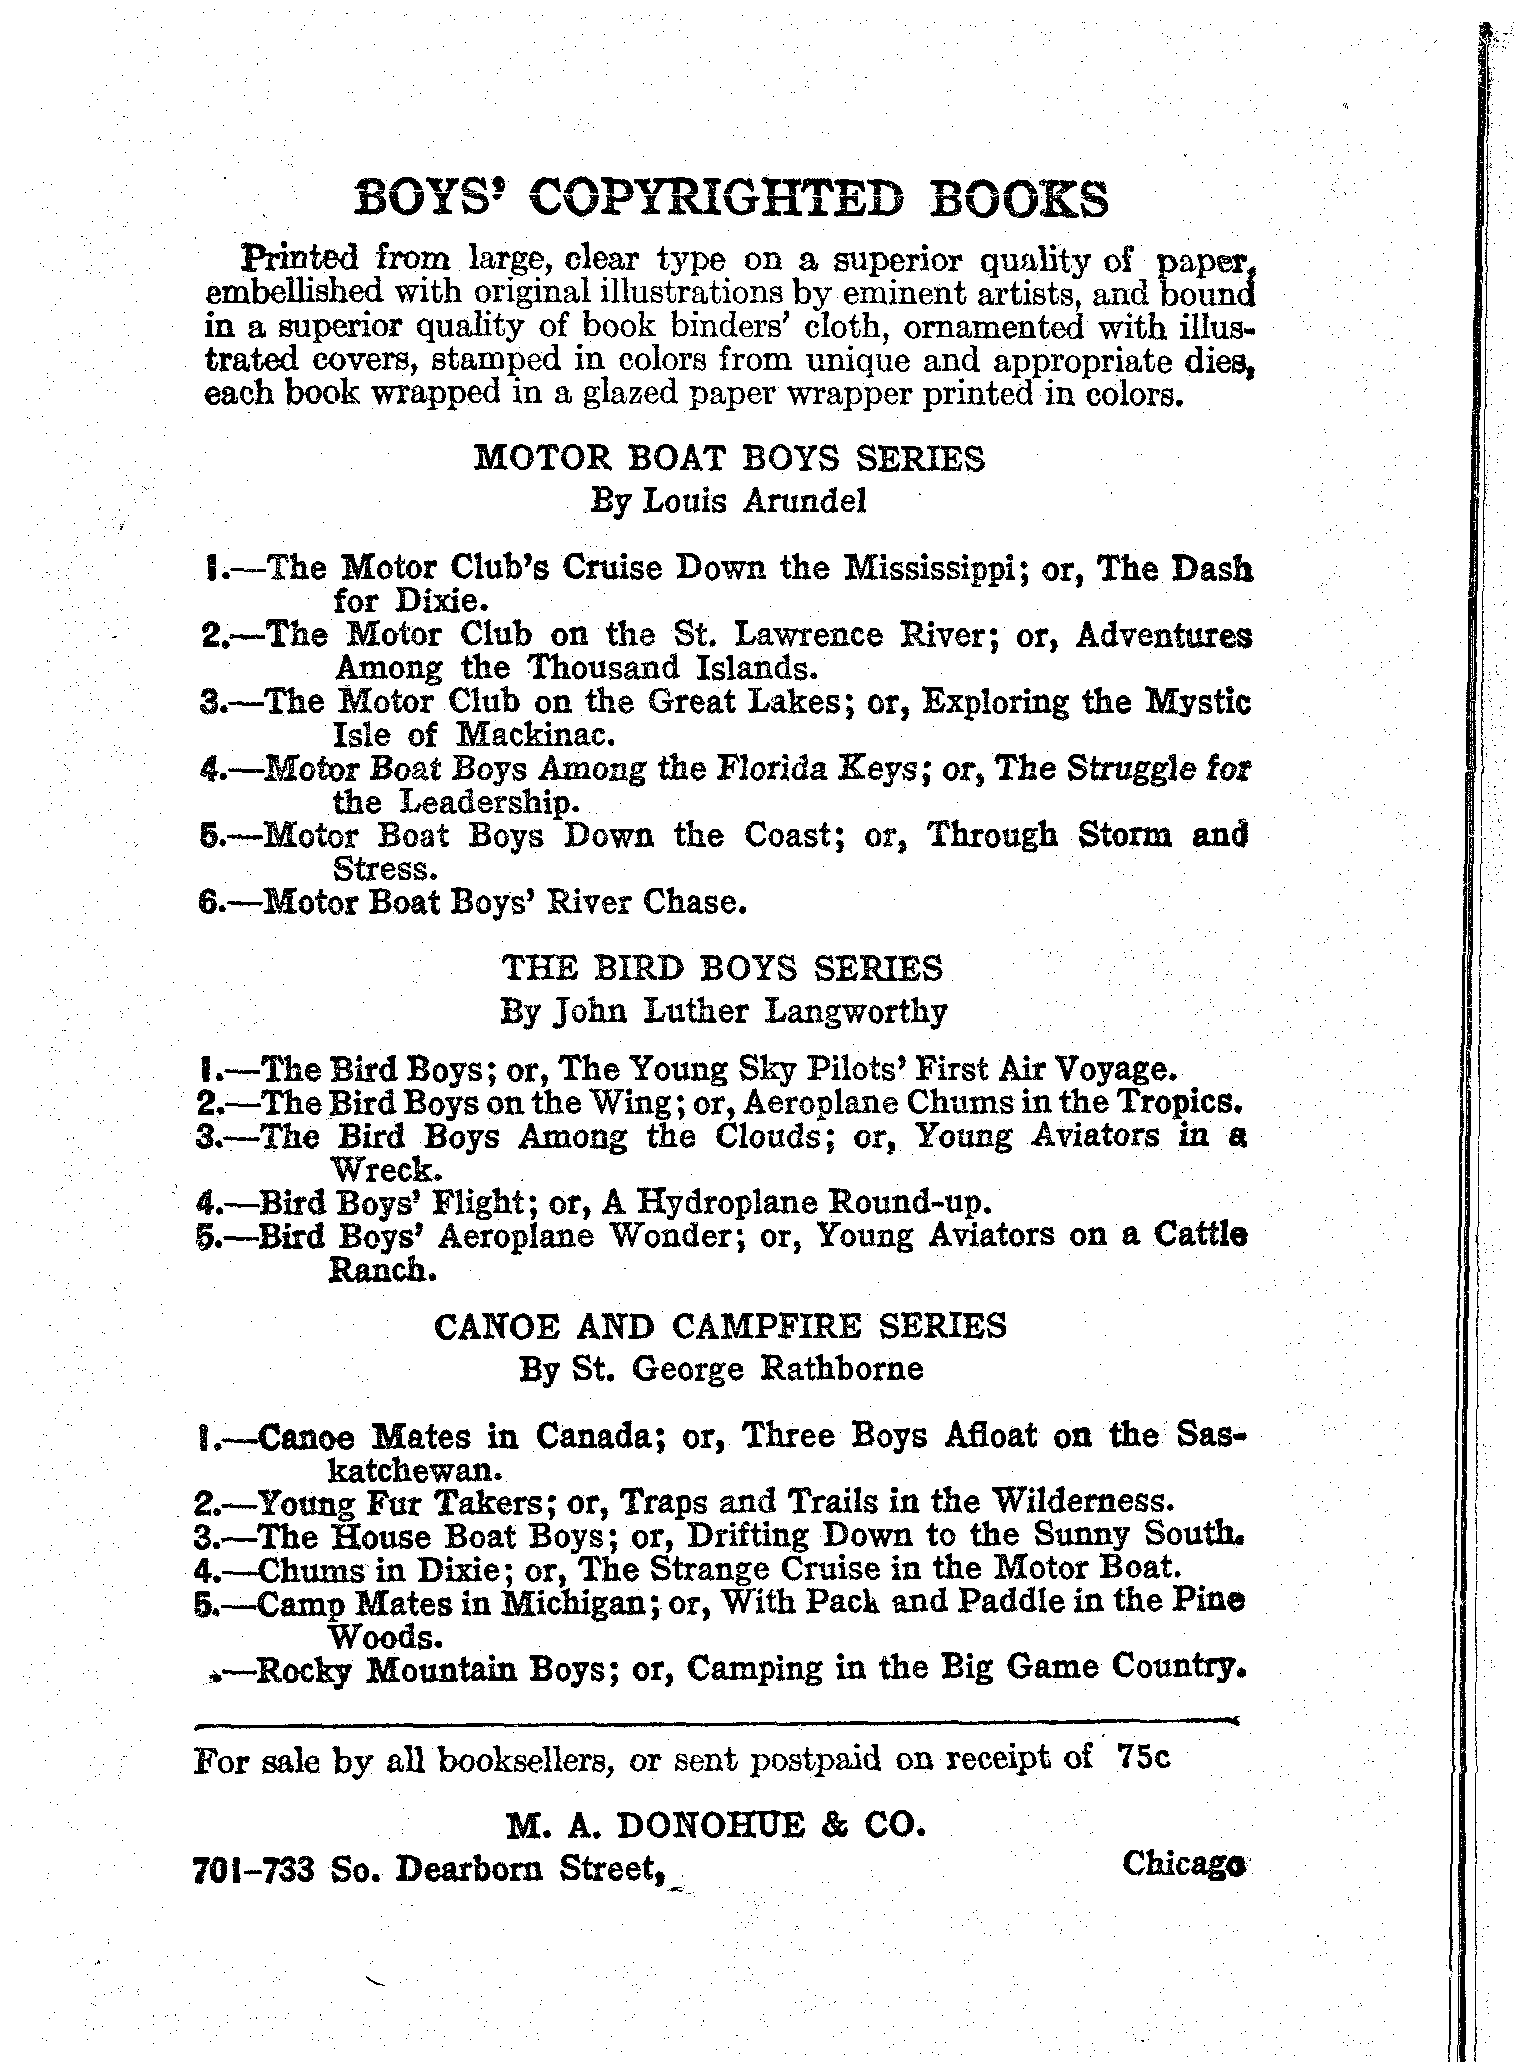 BOYS' COPYRIGHTED BOOKS
Printed from large, clear type on a superior quality of paper,
embellished with original illustrations by eminent artists, and bound
in a superior quality of book binders' cloth, ornamented with illus-
trated covers, stamped in colors from unique and appropriate dies,
each book wrapped in a glazed paper wrapper printed in colors.
MOTOR BOAT BOYS SERIES
By Louis Arundel
1.—The Motor Club's Cruise Down the Mississippi; or, The Dash
for Dixie.
2.—The Motor Club on the St. Lawrence River; or, Adventures
Among the Thousand Islands.
3.—The Motor Club on the Great Lakes; or, Exploring the Mystic
Isle of Mackinac.
4.—Motor Boat Boys Among the Florida Keys; or, The Struggle for
the Leadership.
5.—Motor Boat Boys Down the Coast; or, Through Storm and
Stress.
6.—Motor Boat Boys' River Chase.
THE BIRD BOYS SERIES
By John Luther Langworthy
1.—The Bird Boys; or, The Young Sky Pilots' First Air Voyage.
2.—The Bird Boys on the Wing; or, Aeroplane Chums in the Tropics.
3.—The Bird Boys Among the Clouds; or, Young Aviators in a
Wreck.
4.—Bird Boys' Flight; or, A Hydroplane Round-up.
5.—Bird Boys' Aeroplane Wonder; or, Young Aviators on a Cattle
Ranch.
CANOE AND CAMPFIRE SERIES
By St. George Rathborne
1.—Canoe Mates in Canada; or, Three Boys Afloat on the Sas-
katchewan.
2.—Young Fur Takers; or, Traps and Trails in the Wilderness.
3.—The House Boat Boys; or, Drifting Down to the Sunny South.
4.—Chums in Dixie; or, The Strange Cruise in the Motor Boat.
5.—Camp Mates in Michigan; or, With Pack and Paddle in the Pine
Woods.
.—Rocky Mountain Boys; or, Camping in the Big Game Country.
For sale by all booksellers, or sent postpaid on receipt of 75c
M. A. DONOHUE & CO.
701-733 So. Dearborn Street, Chicago